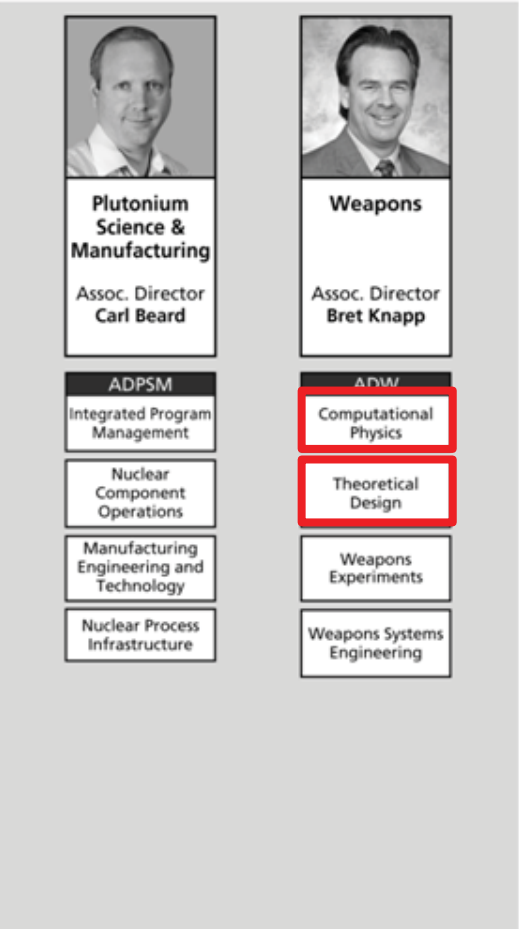 Plutonium
Science &
Manufacturing
Assoc. Director
Carl Beard
ADPSM
Integrated Program
Management
Nuclear
Component
Operations
Manufacturing
Engineering and
Technology
Nuclear Process
Infrastructure
Weapons
Assoc. Director
Bret Knapp
ADW
Computational
Physics
Theoretical
Design
Weapons
Experiments
Weapons Systems
Engineering